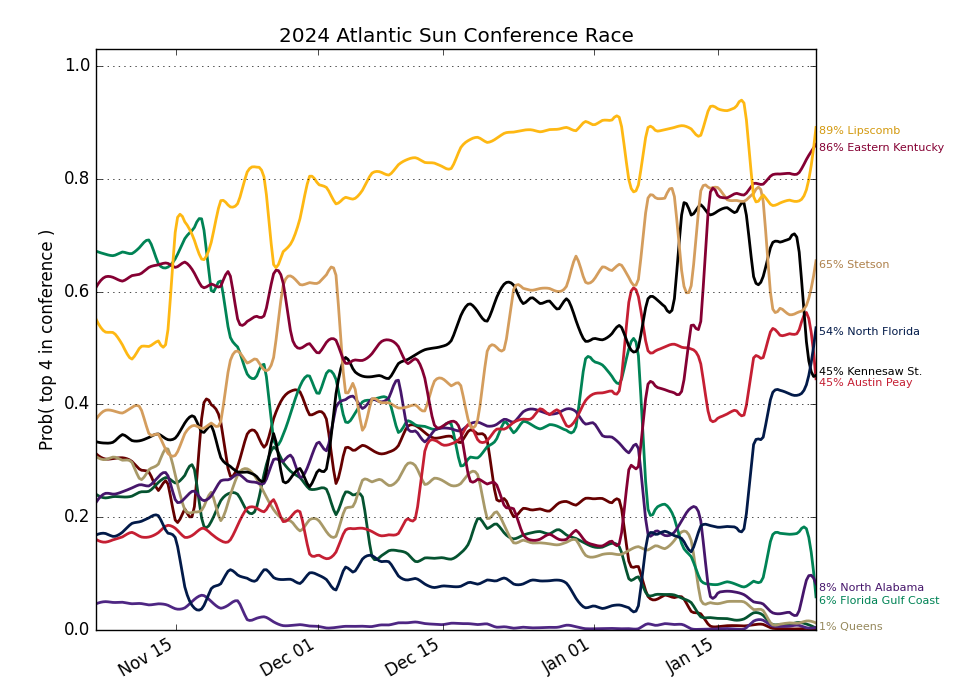 2024 Atlantic Sun Conference Race
Prob( top 4 in conference )
1.0
0.8
0.6
0.4
0.2
0.0
Nov 15
Dec 01
Dec 15
Jan 01
Jan 15
89% Lipscomb
86% Eastern Kentucky
65% Stetson
54% North Florida
45% Kennesaw St.
43% Austin Peay
8% North Alabama
6% Florida Gulf Coast
1% Queens